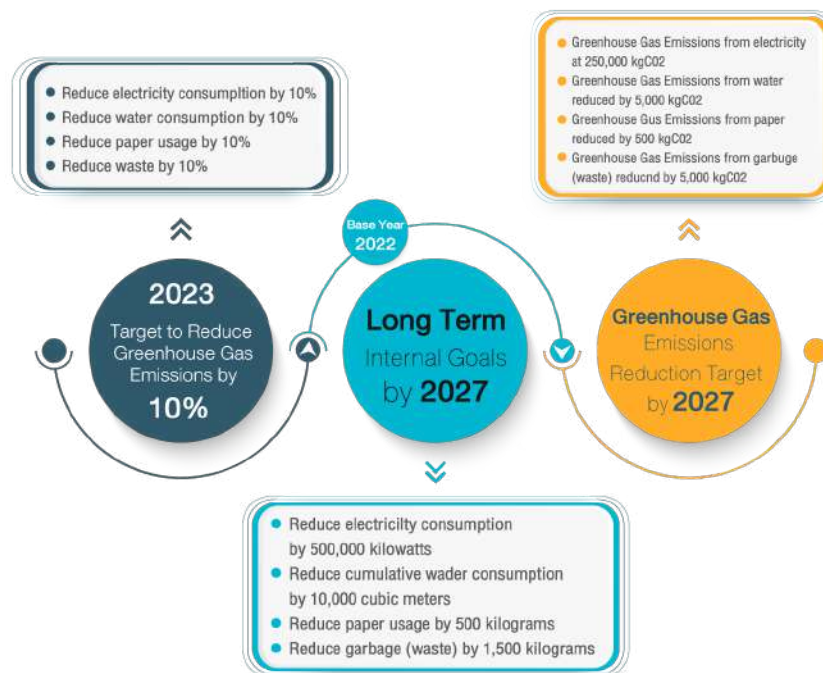 Reduce electricity consumpltion by 10%
Reduce water consumption by 10%
Reduce paper usage by 10%
Reduce waste by 10%
2023
Target to Reduce
Greenhouse Gas
Emissions by
10%
Base Year
2022
Long Term
Internal Goals
by 2027
Reduce electricilty consumption
by 500,000 kilowatts
Reduce cumulative wader consumption
by 10,000 cubic meters
Reduce paper usage by 500 kilograms
Reduce garbage (waste) by 1,500 kilograms
Greenhouse Gas Emissions from electricity
at 250,000 kgC02
Greenhouse Gas Emissions from water
reduced by 5,000 kgC02
Greenhouse Gus Emissions from paper
reduced by 500 kgC02
Greenhouse Gas Emissions from garbuge
(waste) reducnd by 5,000 kgC02
Greenhouse Gas
Emissions
Reduction Target
by 2027